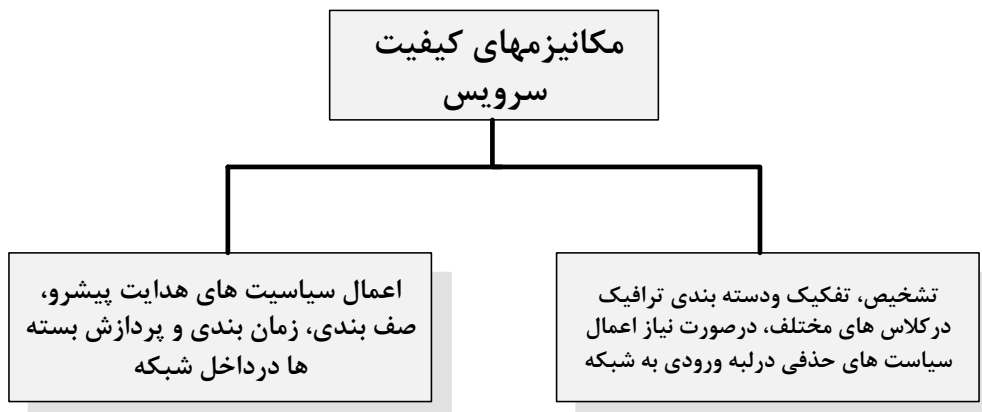 مکانیزمهای کیفیت
سرویس
تشخیص، تفکیک ودسته بندی ترافیک
درکلاس های مختلف، درصورت نیاز اعمال
سیاست های حذفی درلبه ورودی به شبکه
اعمال سیاسیت های هدایت پیشرو،
صف بندی، زمان بندی و پردازش بسته
ها درداخل شبکه